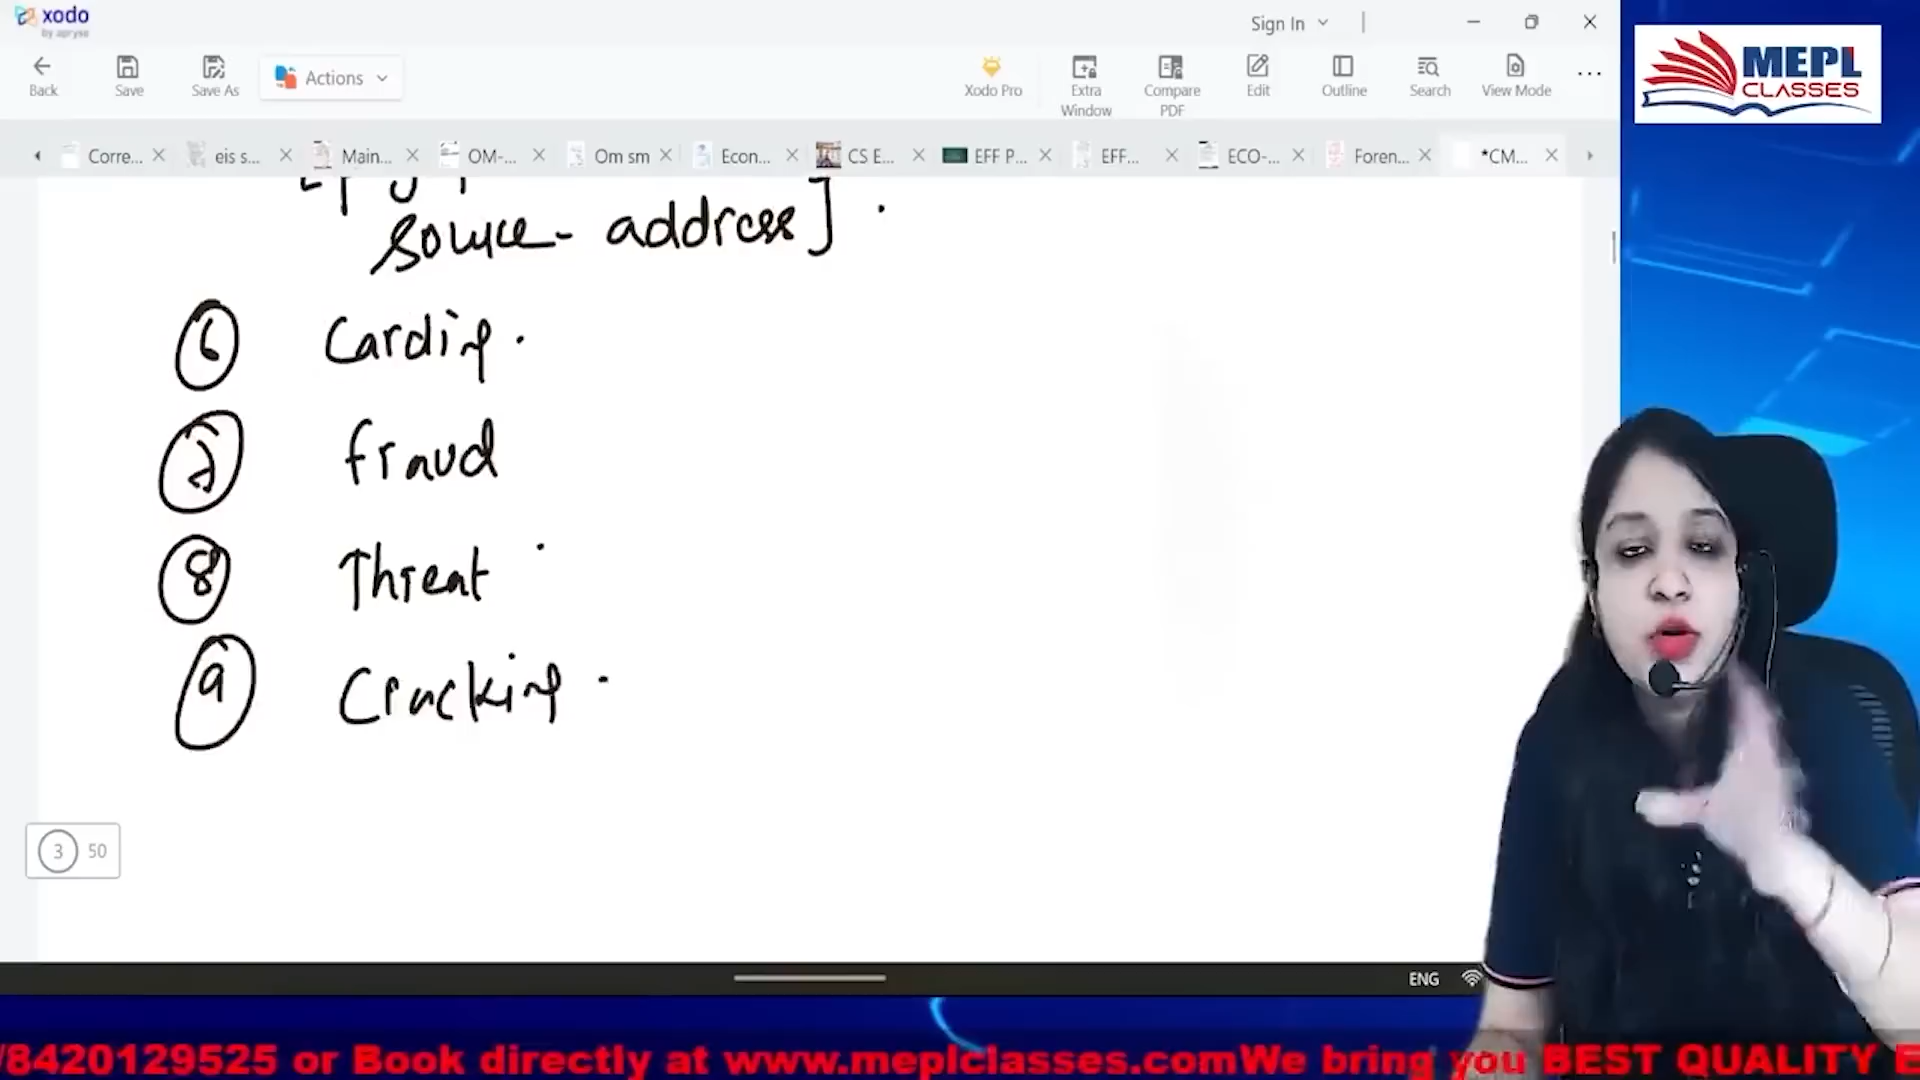 xodo
by apryse
Sign In
Back
Save
Save As
Actions
Xodo Pro
Extra Window
Compare PDF
Edit
Outline
Search
View Mode
MEPL
CLASSES
Corre...
eis s...
Main...
OM-...
Om sm
Econ...
CS E...
EFF P...
EFF...
ECO-...
Foren...
*CM...
source- address] .
6 Carding.
7 fraud
8 Threat
9 Cracking.
3 50
ENG
/8420129525 or Book directly at www.meplclasses.comWe bring you BEST QUALITY E